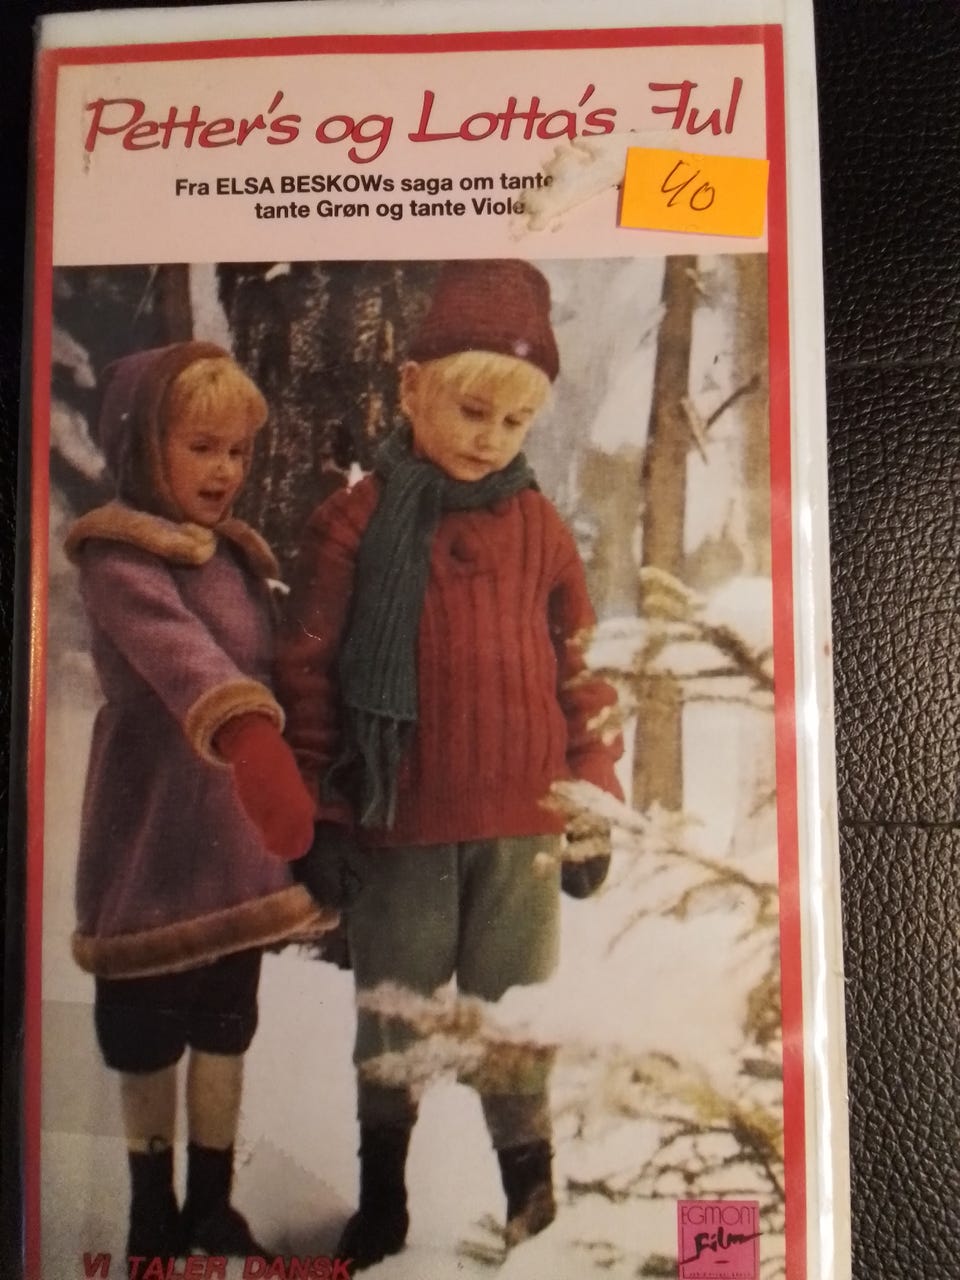 Petter's og Lotta's Jul
Fra ELSA BESKOWs saga om tante
tante Grøn og tante
40
VI TALER DANSK
EGMONT
Film